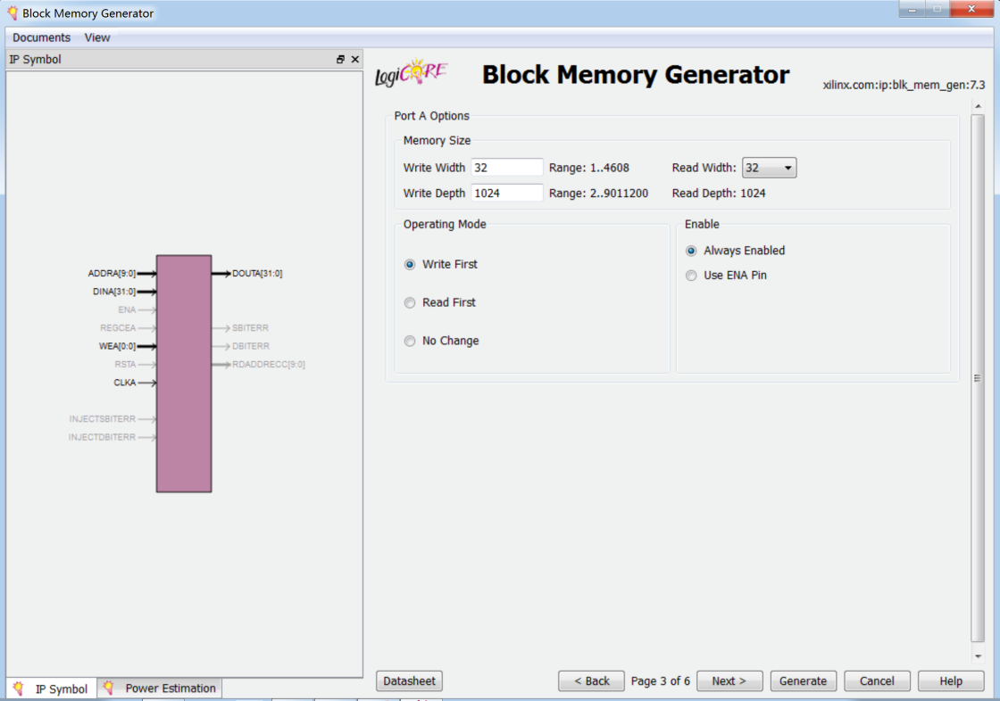 Block Memory Generator
Documents View
IP Symbol
LogiCORE
Block Memory Generator
xilinx.com:ip:blk_mem_gen:7.3
Port A Options
Memory Size
Write Width 32 Range: 1..4608 Read Width: 32
Write Depth 1024 Range: 2..9011200 Read Depth: 1024
Operating Mode Enable
Write First Always Enabled
Read First Use ENA Pin
No Change
ADDRA[9:0] DOUTA[31:0]
DINA[31:0]
ENA
REGCEA SBITERR
WEA[0:0] DBITERR
RSTA RDADDRECC[9:0]
CLKA
INJECTSBITERR
INJECTDBITERR
IP Symbol Power Estimation
Datasheet < Back Page 3 of 6 Next > Generate Cancel Help